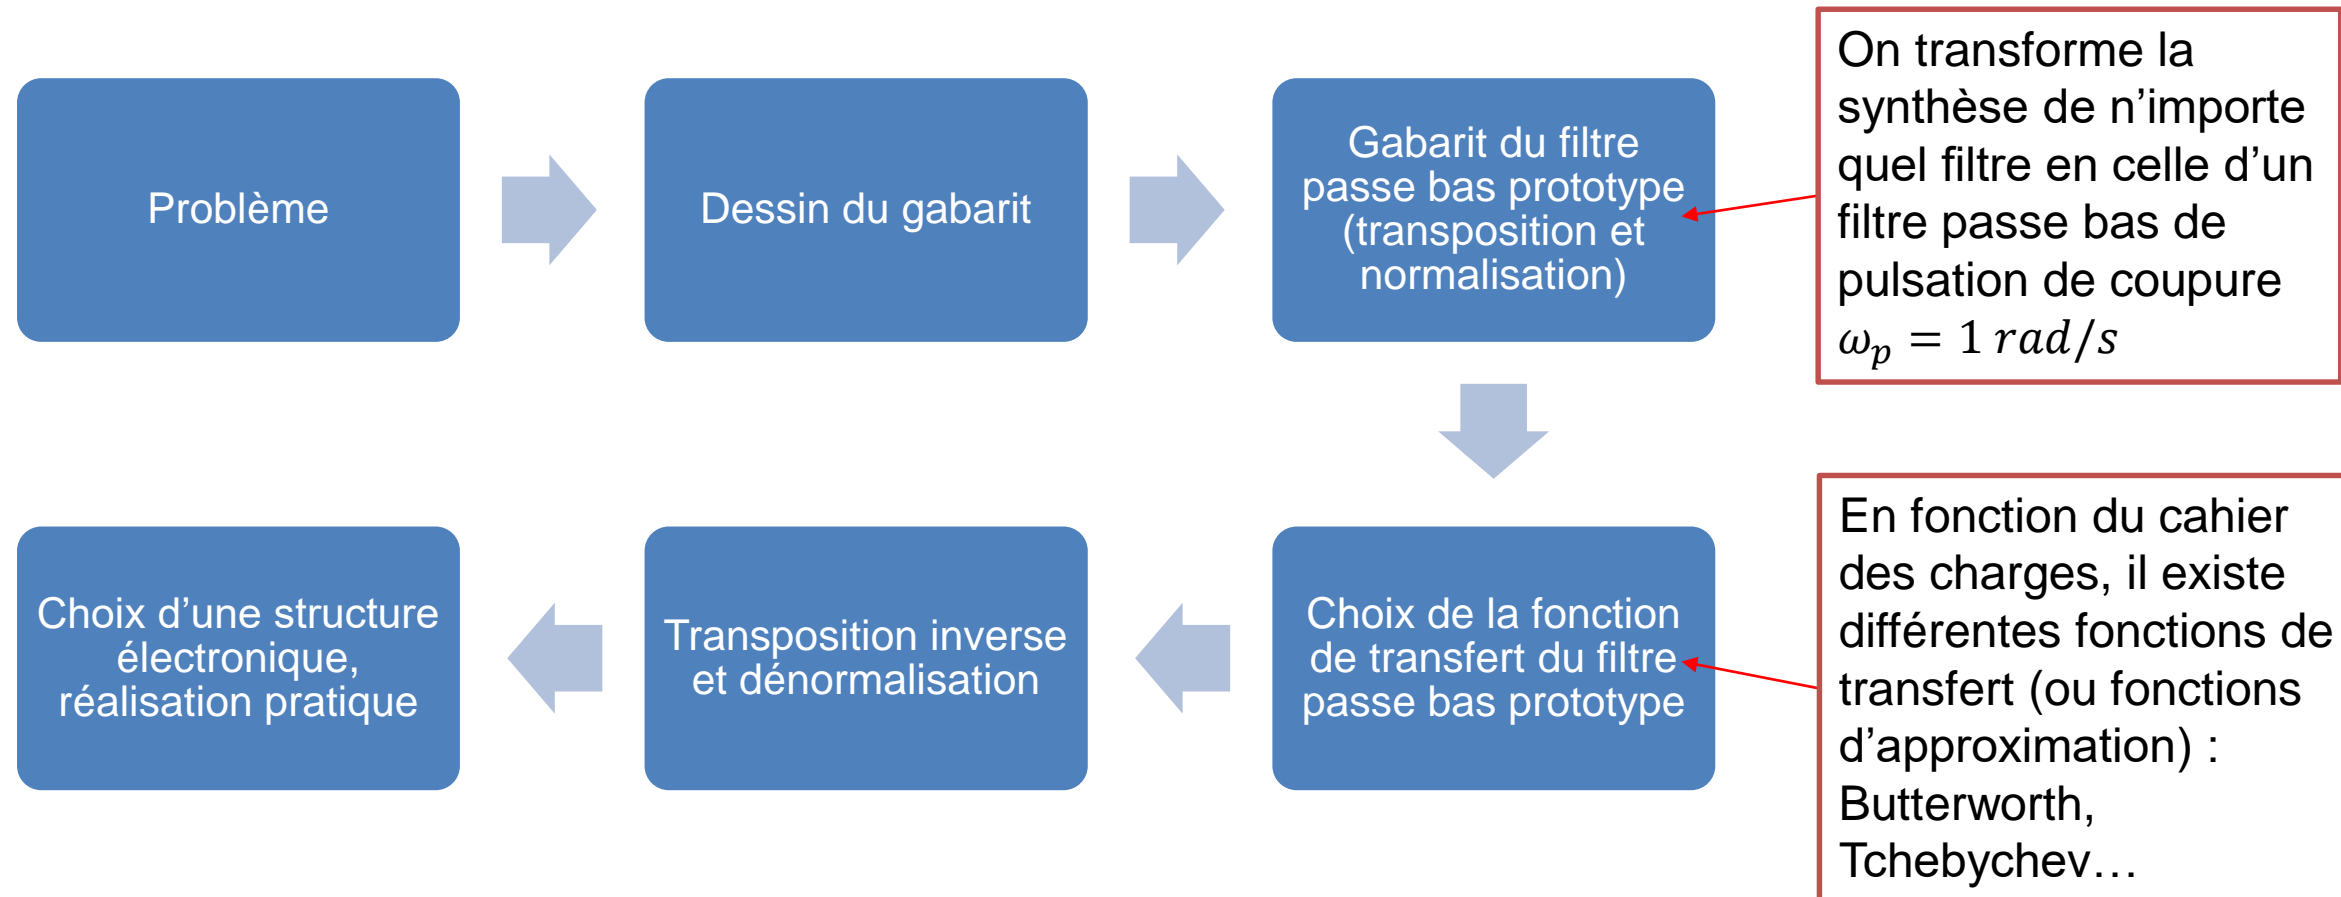 Problème
Dessin du gabarit
Gabarit du filtre
passe bas prototype
(transposition et
normalisation)
On transforme la
synthèse de n’importe
quel filtre en celle d’un
filtre passe bas de
pulsation de coupure
ω_p = 1 rad/s
En fonction du cahier
des charges, il existe
différentes fonctions de
transfert (ou fonctions
d’approximation) :
Butterworth,
Tchebychev…
Choix de la fonction
de transfert du filtre
passe bas prototype
Transposition inverse
et dénormalisation
Choix d’une structure
électronique,
réalisation pratique